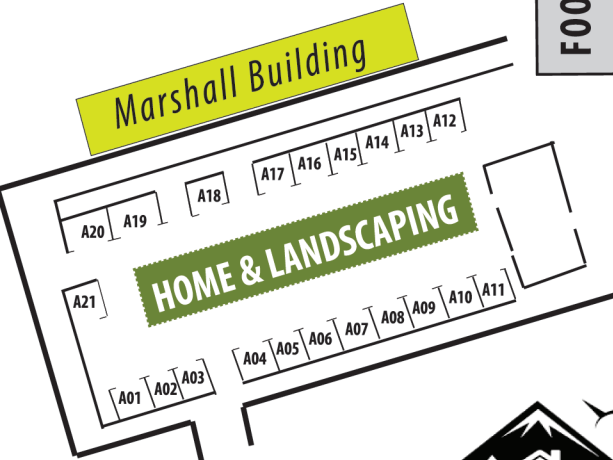 FOO
Marshall Building
A12
A13
A14
A15
A16
A17
A18
A19
A20
HOME & LANDSCAPING
A21
A11
A10
A09
A08
A07
A06
A05
A04
A03
A02
A01